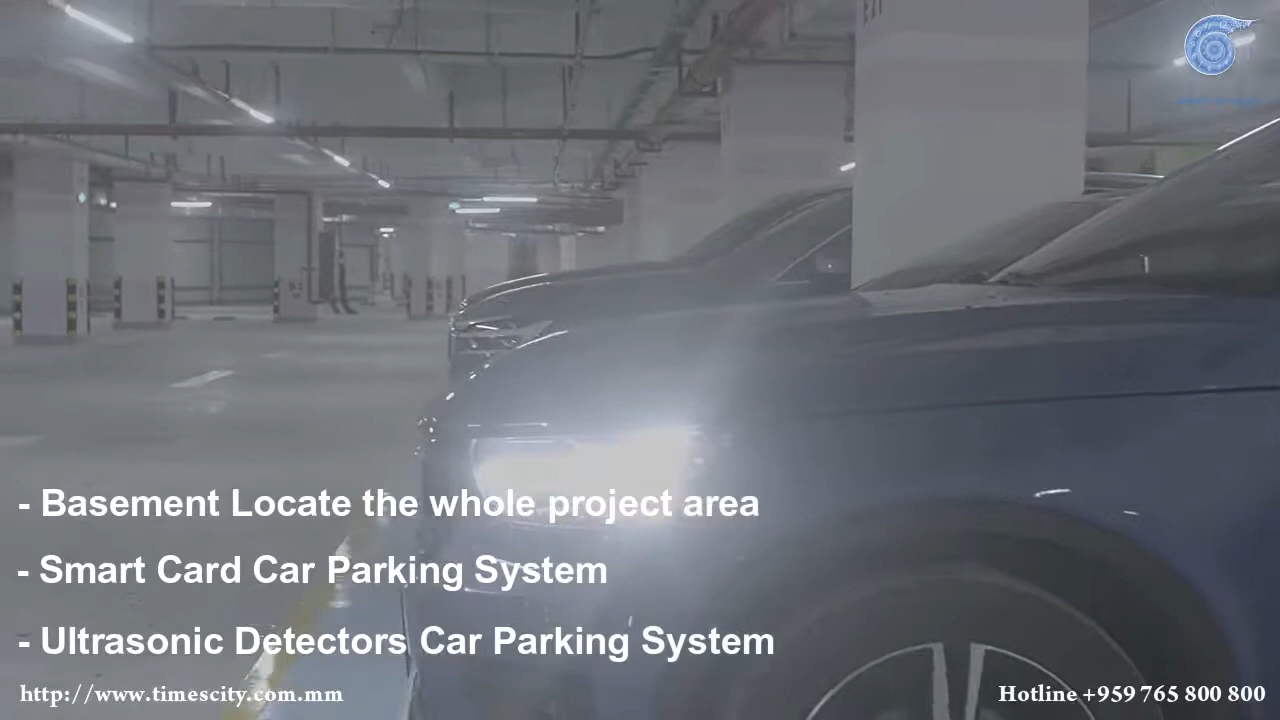 - Basement Locate the whole project area
- Smart Card Car Parking System
- Ultrasonic Detectors Car Parking System
http://www.timescity.com.mm
Hotline +959 765 800 800